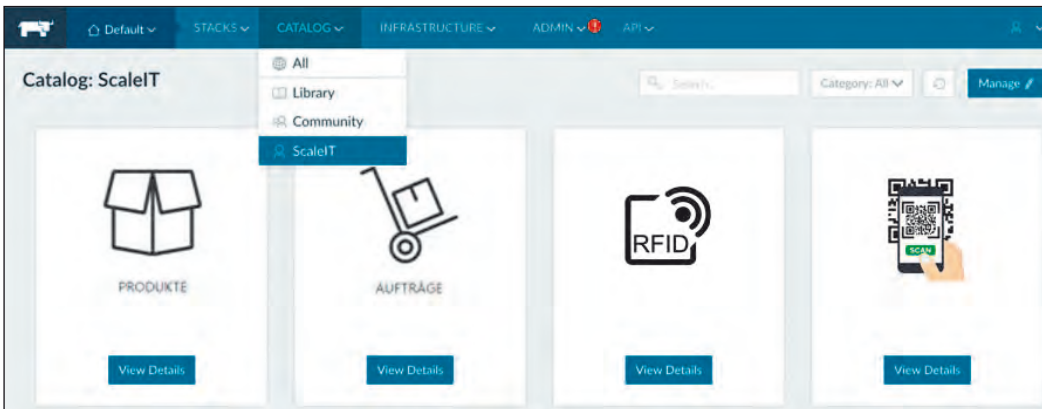 Default STACKS CATALOG INFRASTRUCTURE ADMIN API
Catalog: ScaleIT
Search...
Category: All
Manage
All
Library
Community
ScaleIT
PRODUKTE
AUFTRÄGE
RFID
SCAN
View Details
View Details
View Details
View Details